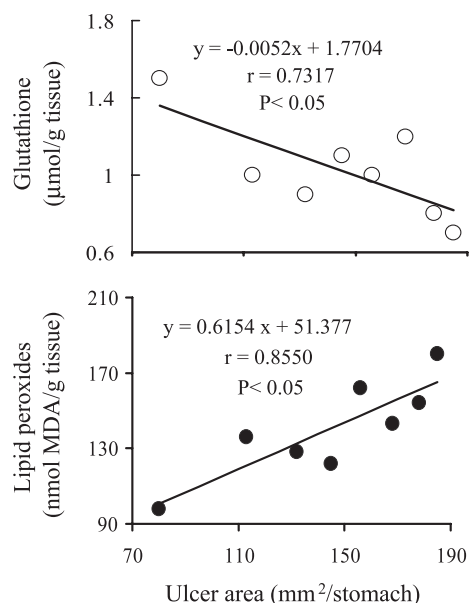 y = -0.0052x + 1.7704
r = 0.7317
P< 0.05
Glutathione
(μmol/g tissue)
1.8
1.4
1
0.6
y = 0.6154 x + 51.377
r = 0.8550
P< 0.05
Lipid peroxides
(nmol MDA/g tissue)
210
170
130
90
70 110 150 190
Ulcer area (mm²/stomach)